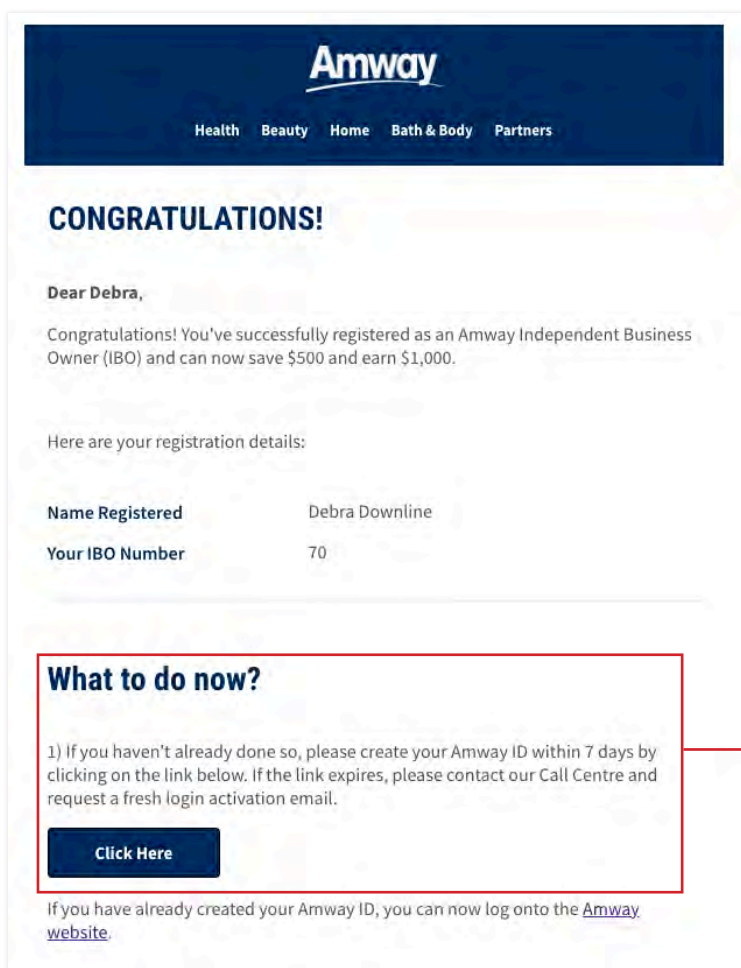 Amway
Health Beauty Home Bath & Body Partners
CONGRATULATIONS!
Dear Debra,
Congratulations! You've successfully registered as an Amway Independent Business
Owner (IBO) and can now save $500 and earn $1,000.
Here are your registration details:
Name Registered Debra Downline
Your IBO Number 70
What to do now?
1) If you haven't already done so, please create your Amway ID within 7 days by
clicking on the link below. If the link expires, please contact our Call Centre and
request a fresh login activation email.
Click Here
If you have already created your Amway ID, you can now log onto the Amway
website.